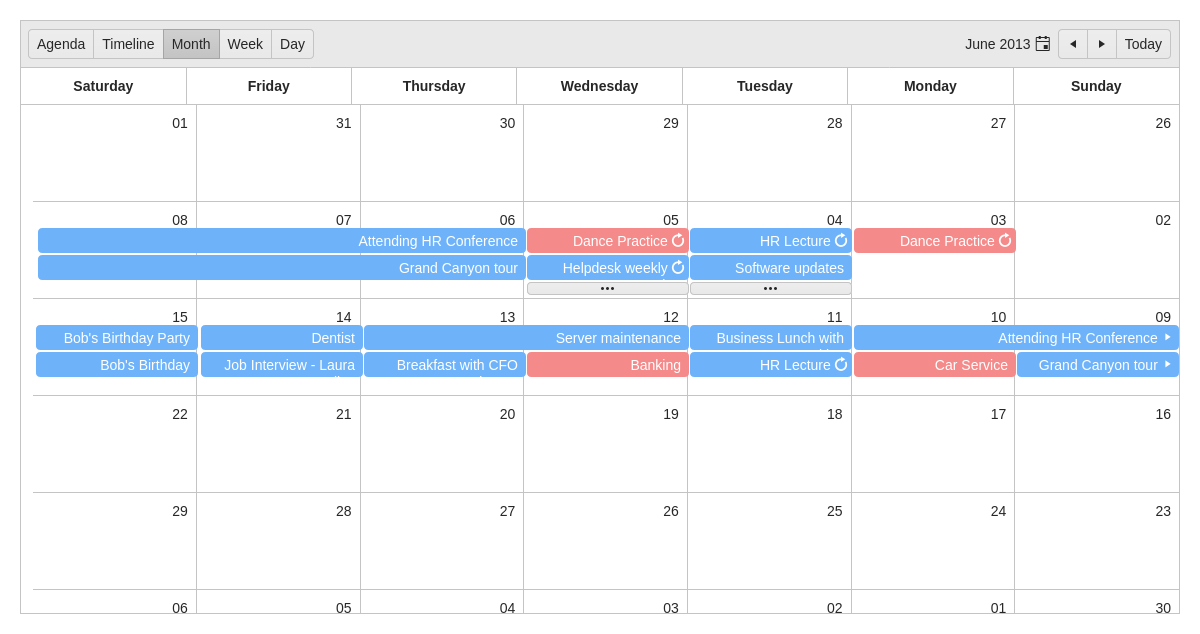 Agenda Timeline Month Week Day June 2013 Today
Saturday Friday Thursday Wednesday Tuesday Monday Sunday
01 31 30 29 28 27 26
08 07 06 05 04 03 02
Attending HR Conference Dance Practice HR Lecture Dance Practice
Grand Canyon tour Helpdesk weekly Software updates
15 14 13 12 11 10 09
Bob's Birthday Party Dentist Server maintenance Business Lunch with Attending HR Conference
Bob's Birthday Job Interview - Laura Breakfast with CFO Banking HR Lecture Car Service Grand Canyon tour
22 21 20 19 18 17 16
29 28 27 26 25 24 23
06 05 04 03 02 01 30